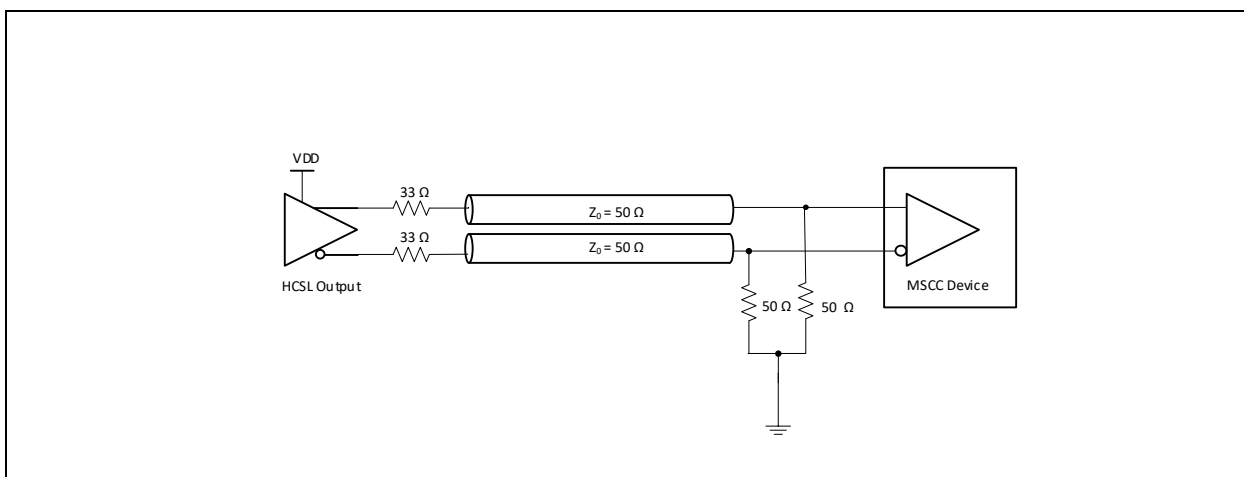 VDD
33 Ω
Z0 = 50 Ω
33 Ω
Z0 = 50 Ω
HCSL Output
MSCC Device
50 Ω
50 Ω